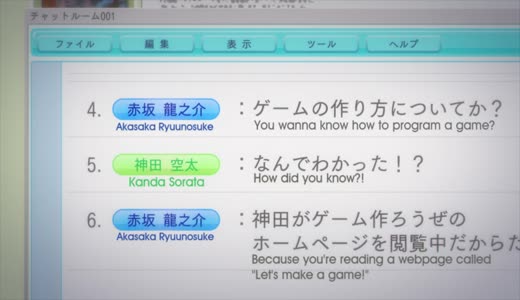 チャットルーム001
ファイル 編集 表示 ツール ヘルプ
4. 赤坂 龍之介 ：ゲームの作り方についてか？
Akasaka Ryuunosuke You wanna know how to program a game?
5. 神田 空太 ：なんでわかった！？
Kanda Sorata How did you know?!
6. 赤坂 龍之介 ：神田がゲーム作ろうぜの
ホームページを閲覧中だからだ
Akasaka Ryuunosuke Because you're reading a webpage called
"Let's make a game!"